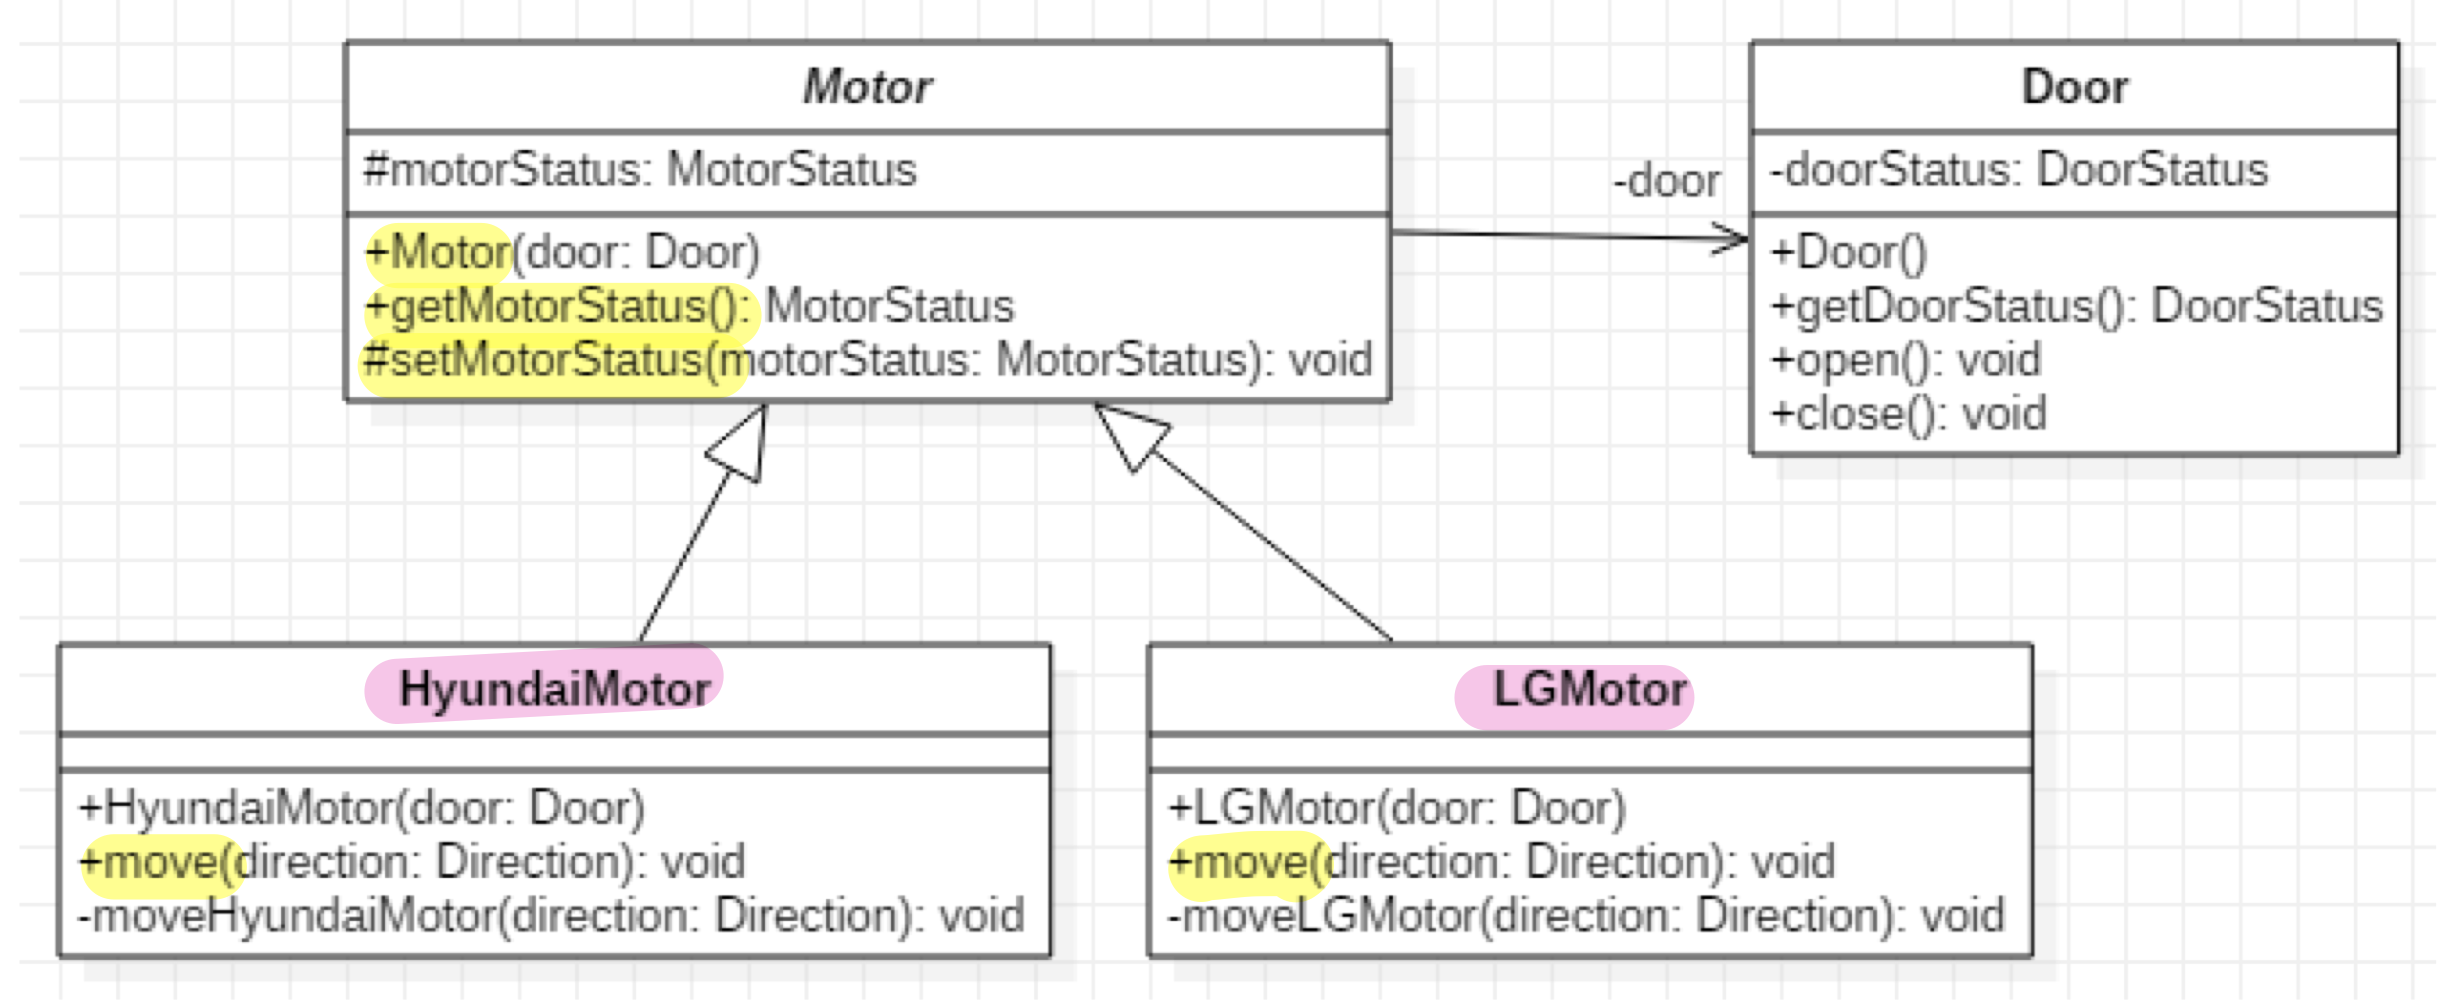 Motor
#motorStatus: MotorStatus
+Motor(door: Door)
+getMotorStatus(): MotorStatus
#setMotorStatus(motorStatus: MotorStatus): void
-door
Door
-doorStatus: DoorStatus
+Door()
+getDoorStatus(): DoorStatus
+open(): void
+close(): void
HyundaiMotor
+HyundaiMotor(door: Door)
+move(direction: Direction): void
-moveHyundaiMotor(direction: Direction): void
LGMotor
+LGMotor(door: Door)
+move(direction: Direction): void
-moveLGMotor(direction: Direction): void